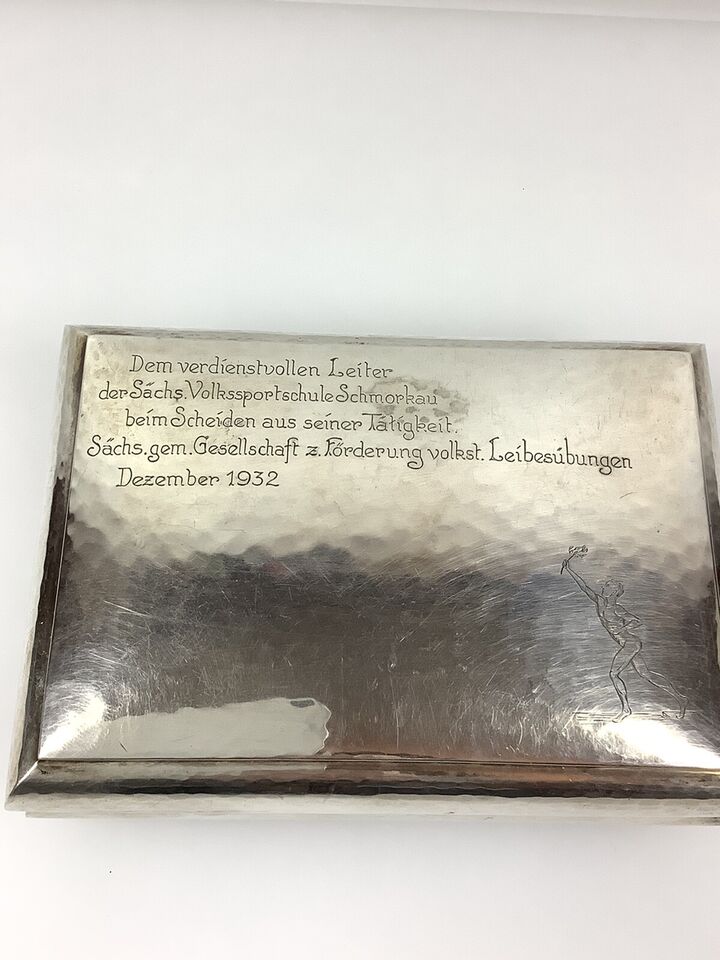 Dem verdienstvollen Leiter
der Sächs. Volkssportschule Schmorkau
beim Scheiden aus seiner Tätigkeit.
Sächs. gem. Gesellschaft z. Förderung volkst. Leibesübungen
Dezember 1932